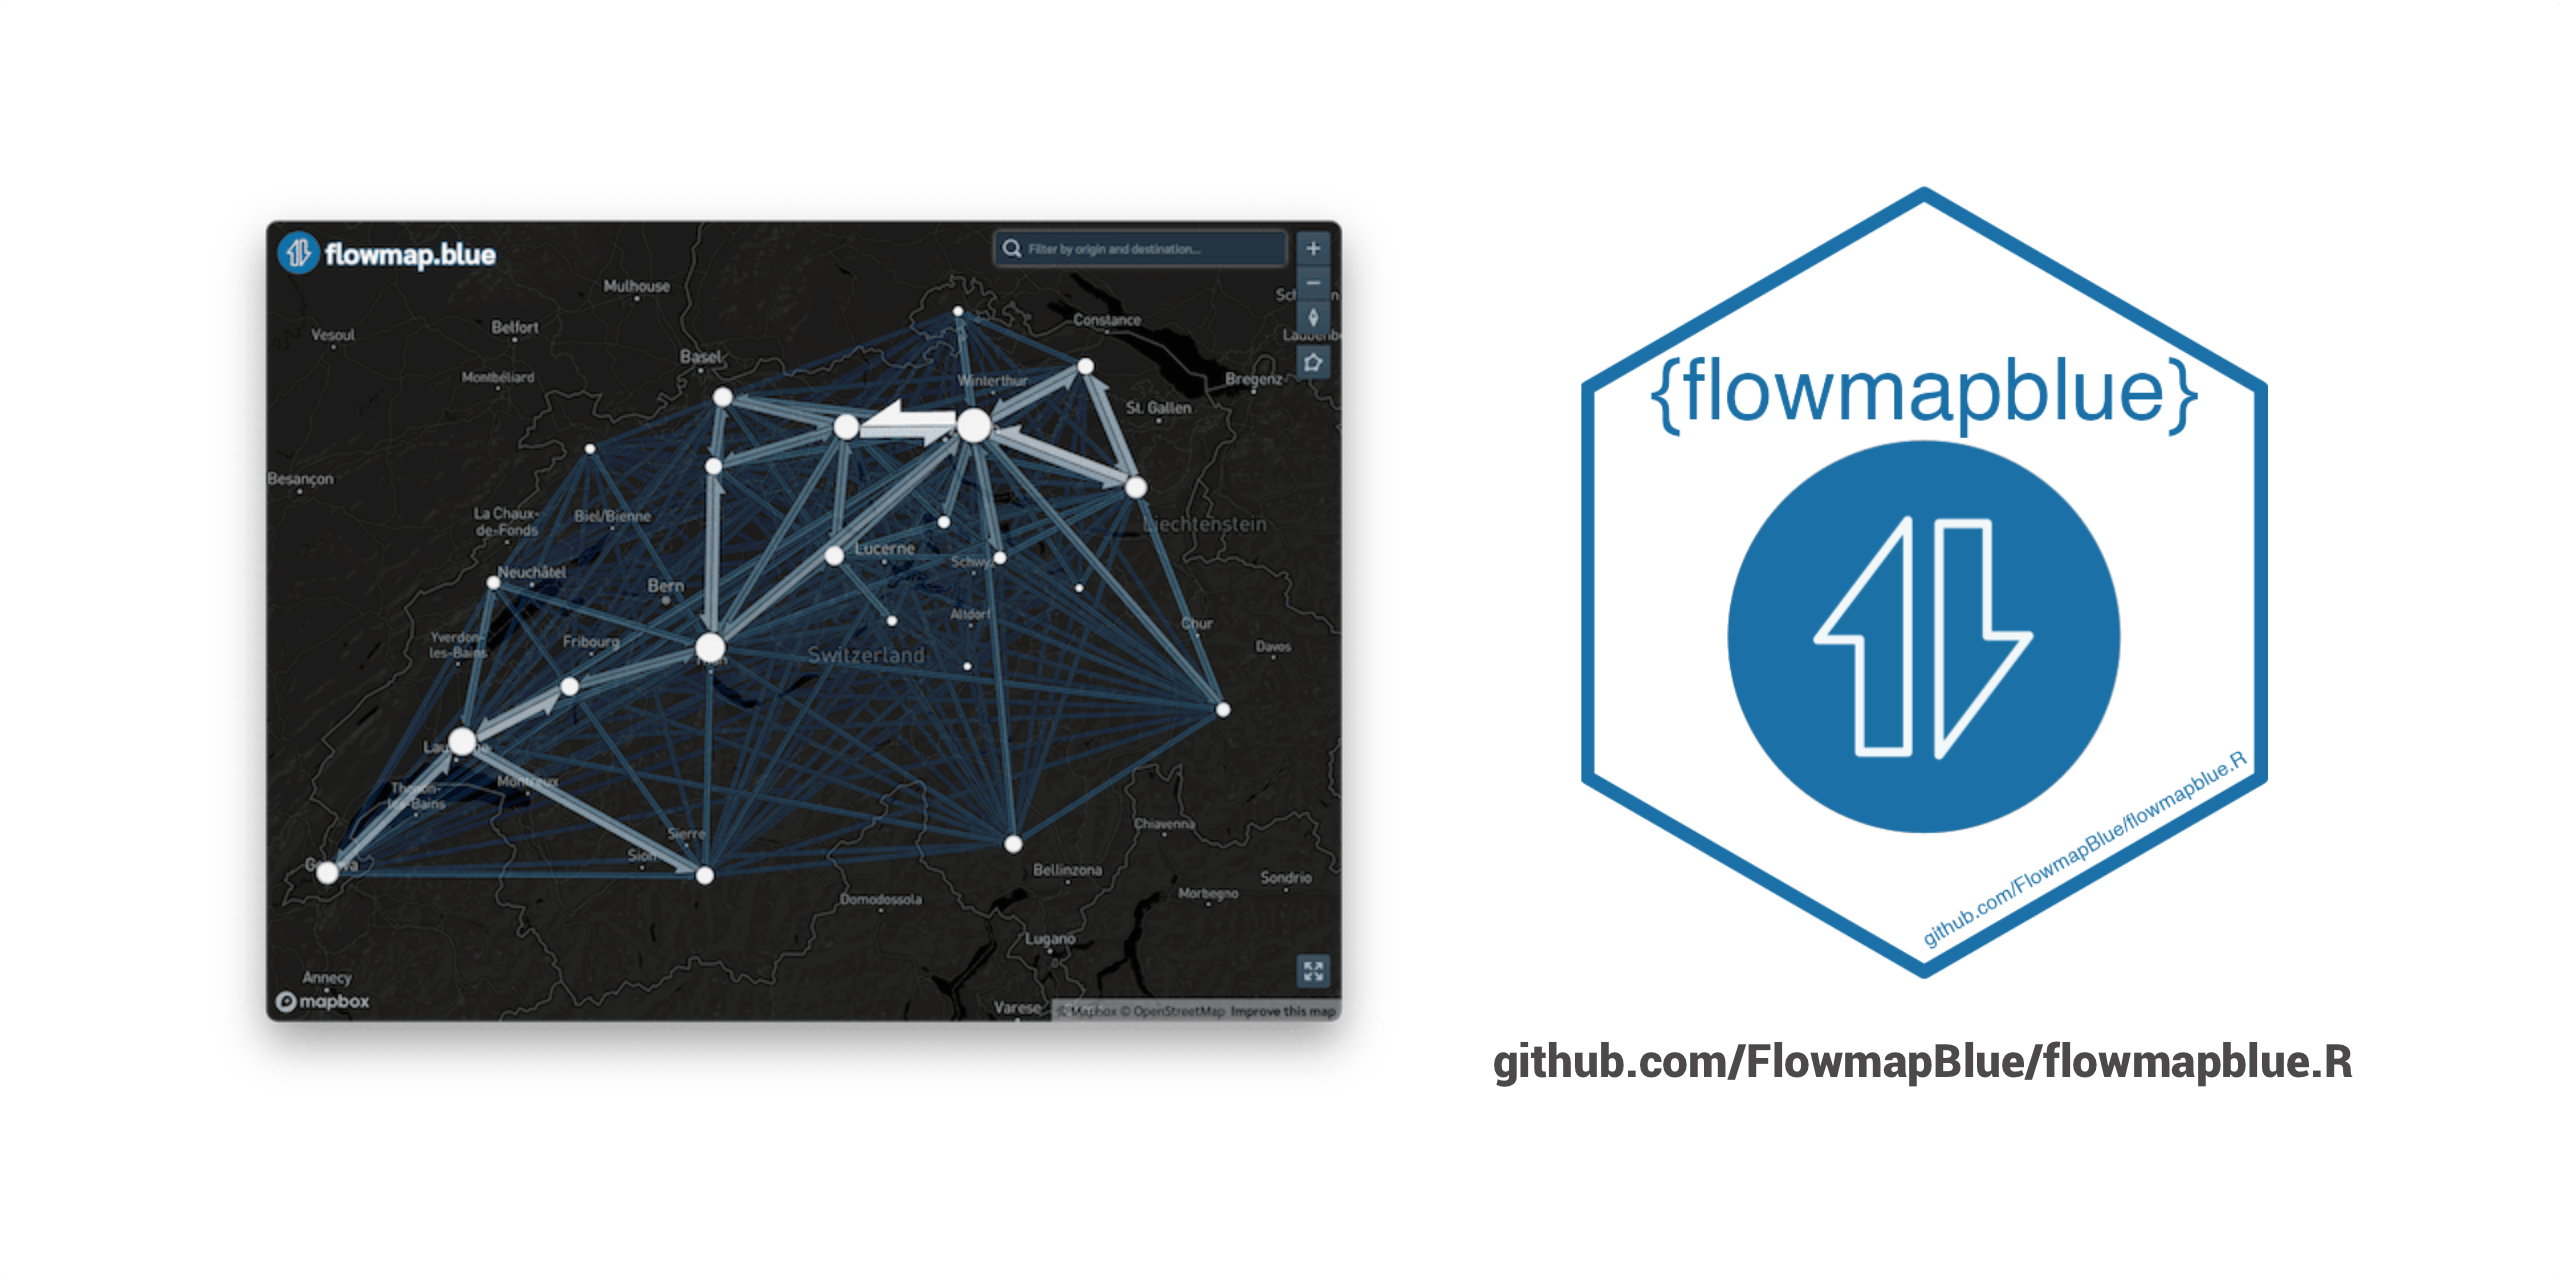 flowmap.blue
Filter by origin and destination...
Mulhouse
Constance
Vesoul
Belfort
Basel
Montbéliard
Winterthur
Bregenz
St. Gallen
Besançon
La Chaux-
de-Fonds
Biel/Bienne
Liechtenstein
Lucerne
Neuchâtel
Bern
Altdorf
Chur
Yverdon-
les-Bains
Fribourg
Switzerland
Davos
Montreux
Thonon-
les-Bains
Sierre
Chiavenna
Sion
Bellinzona
Sondrio
Domodossola
Morbegno
Lugano
Annecy
mapbox
Varese
© Mapbox © OpenStreetMap Improve this map
{flowmapblue}
github.com/FlowmapBlue/flowmapblue.R
github.com/FlowmapBlue/flowmapblue.R